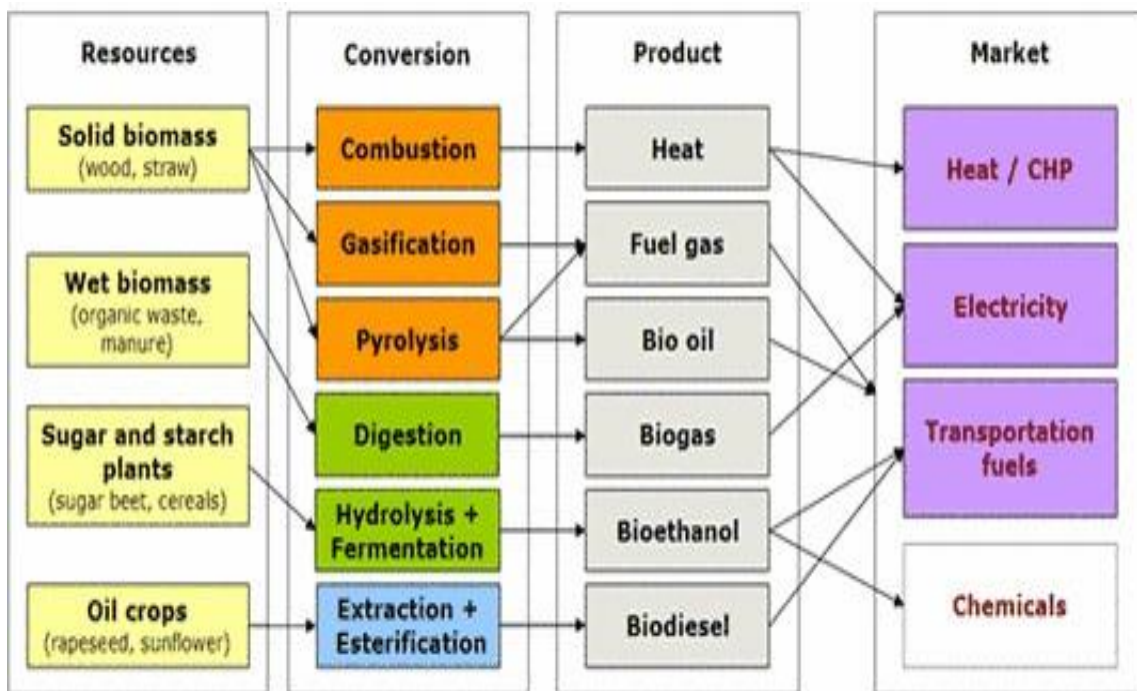 Resources
Solid biomass
(wood, straw)
Wet biomass
(organic waste,
manure)
Sugar and starch
plants
(sugar beet, cereals)
Oil crops
(rapeseed, sunflower)
Conversion
Combustion
Gasification
Pyrolysis
Digestion
Hydrolysis +
Fermentation
Extraction +
Esterification
Product
Heat
Fuel gas
Bio oil
Biogas
Bioethanol
Biodiesel
Market
Heat / CHP
Electricity
Transportation
fuels
Chemicals